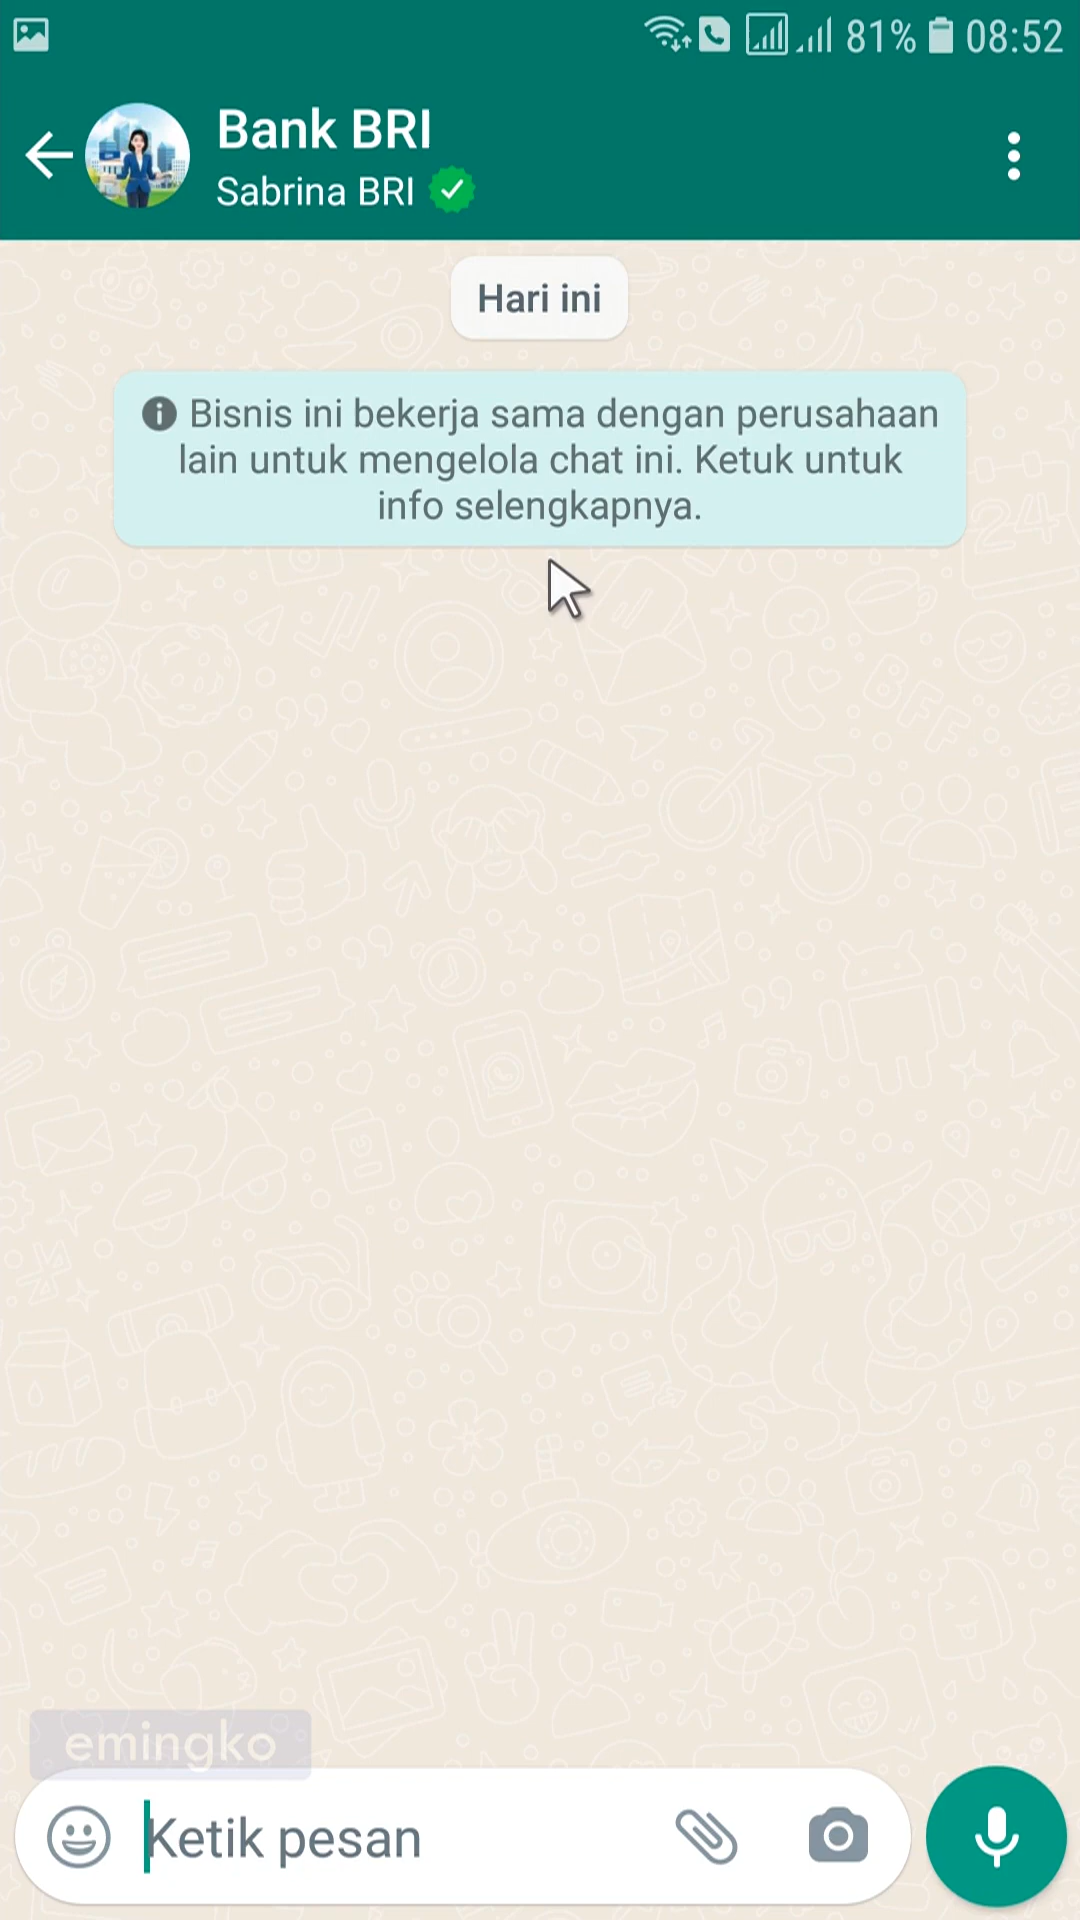 81% 08:52
Bank BRI
Sabrina BRI
Hari ini
Bisnis ini bekerja sama dengan perusahaan
lain untuk mengelola chat ini. Ketuk untuk
info selengkapnya.
emingko
Ketik pesan